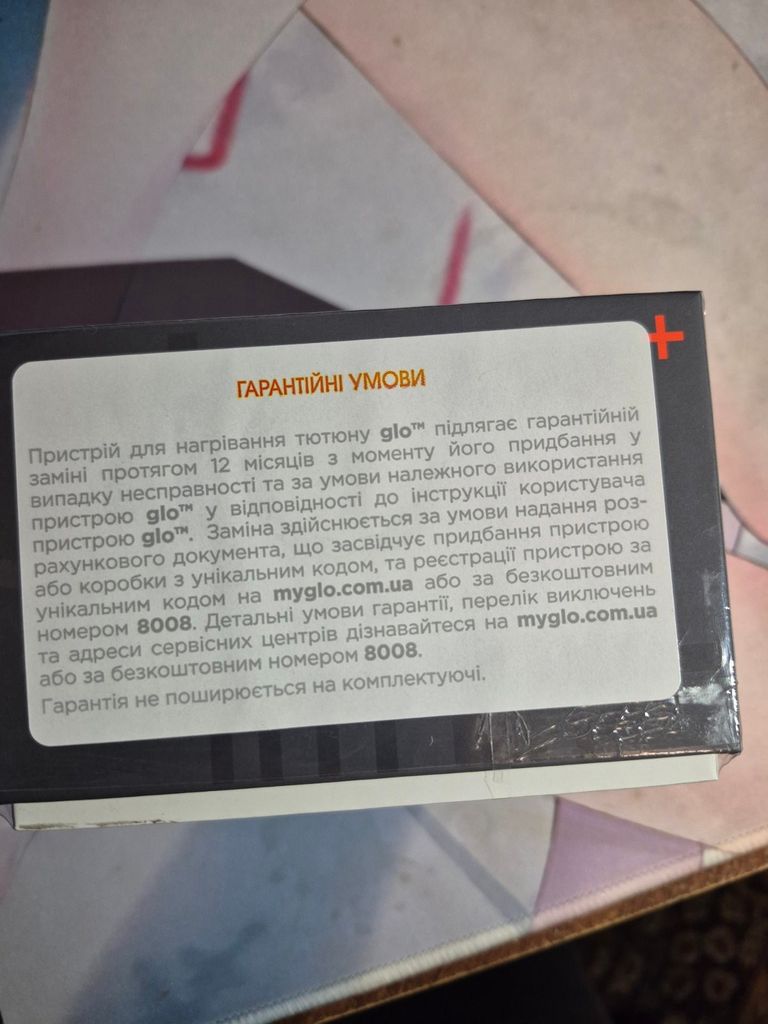 ГАРАНТІЙНІ УМОВИ
Пристрій для нагрівання тютюну glo™ підлягає гарантійній
заміні протягом 12 місяців з моменту його придбання у
випадку несправності та за умови належного використання
пристрою glo™ у відповідності до інструкції користувача
пристрою glo™. Заміна здійснюється за умови надання роз-
рахункового документа, що засвідчує придбання пристрою
або коробки з унікальним кодом, та реєстрації пристрою за
унікальним кодом на myglo.com.ua або за безкоштовним
номером 8008. Детальні умови гарантії, перелік виключень
та адреси сервісних центрів дізнавайтеся на myglo.com.ua
або за безкоштовним номером 8008.
Гарантія не поширюється на комплектуючі.